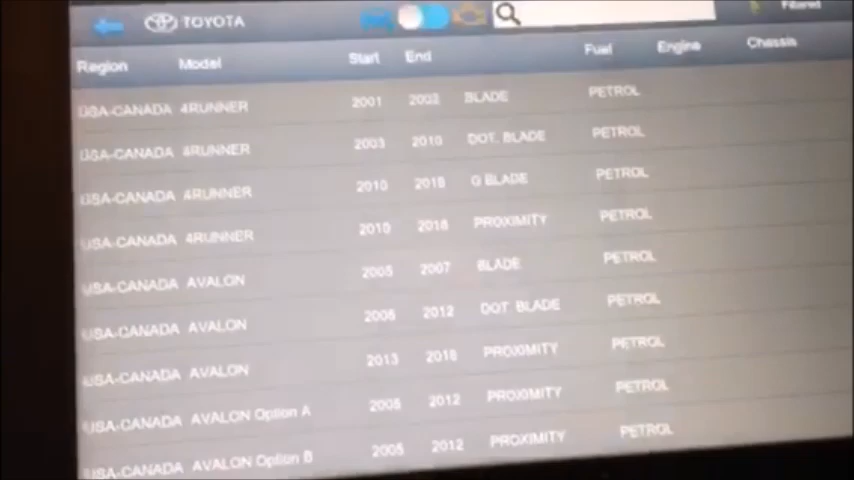 TOYOTA Filtered
Region Model Start End Fuel Engine Chassis
USA-CANADA 4RUNNER 2001 2002 BLADE PETROL
USA-CANADA 4RUNNER 2003 2010 DOT. BLADE PETROL
USA-CANADA 4RUNNER 2010 2018 G BLADE PETROL
USA-CANADA 4RUNNER 2010 2018 PROXIMITY PETROL
USA-CANADA AVALON 2005 2007 BLADE PETROL
USA-CANADA AVALON 2005 2012 DOT. BLADE PETROL
USA-CANADA AVALON 2013 2018 PROXIMITY PETROL
USA-CANADA AVALON Option A 2005 2012 PROXIMITY PETROL
USA-CANADA AVALON Option B 2005 2012 PROXIMITY PETROL